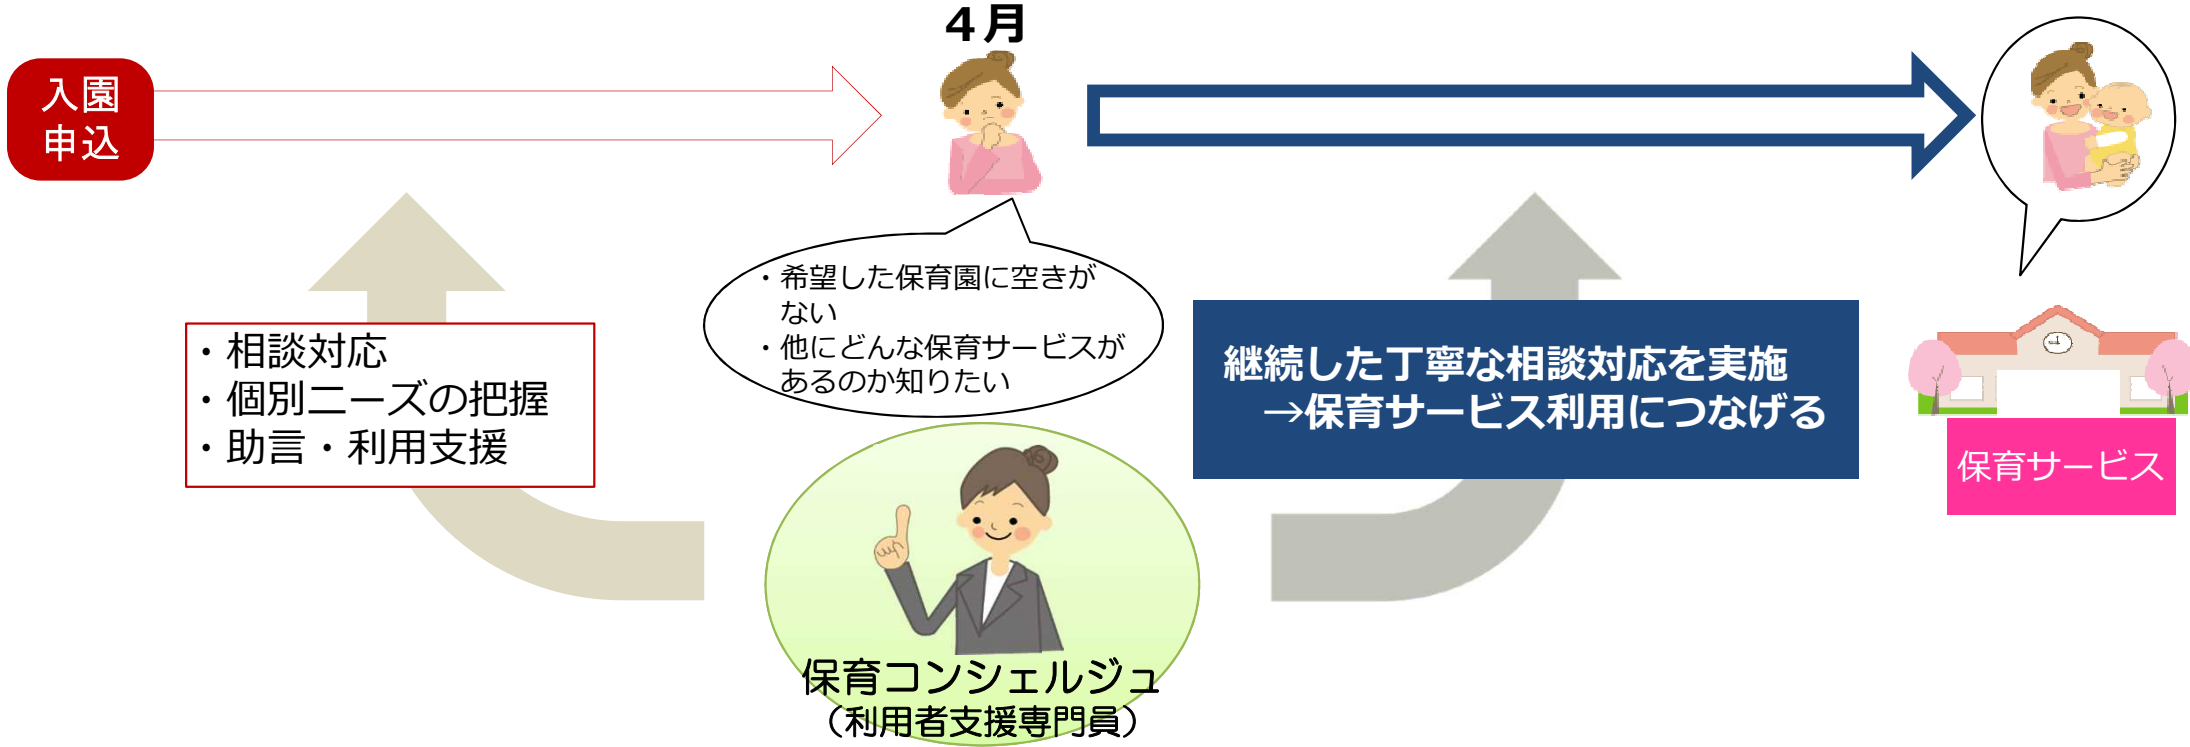 ４月
入園
申込
・希望した保育園に空きが
ない
・他にどんな保育サービスが
あるのか知りたい
・相談対応
・個別ニーズの把握
・助言・利用支援
継続した丁寧な相談対応を実施
→保育サービス利用につなげる
保育サービス
保育コンシェルジュ
（利用者支援専門員）